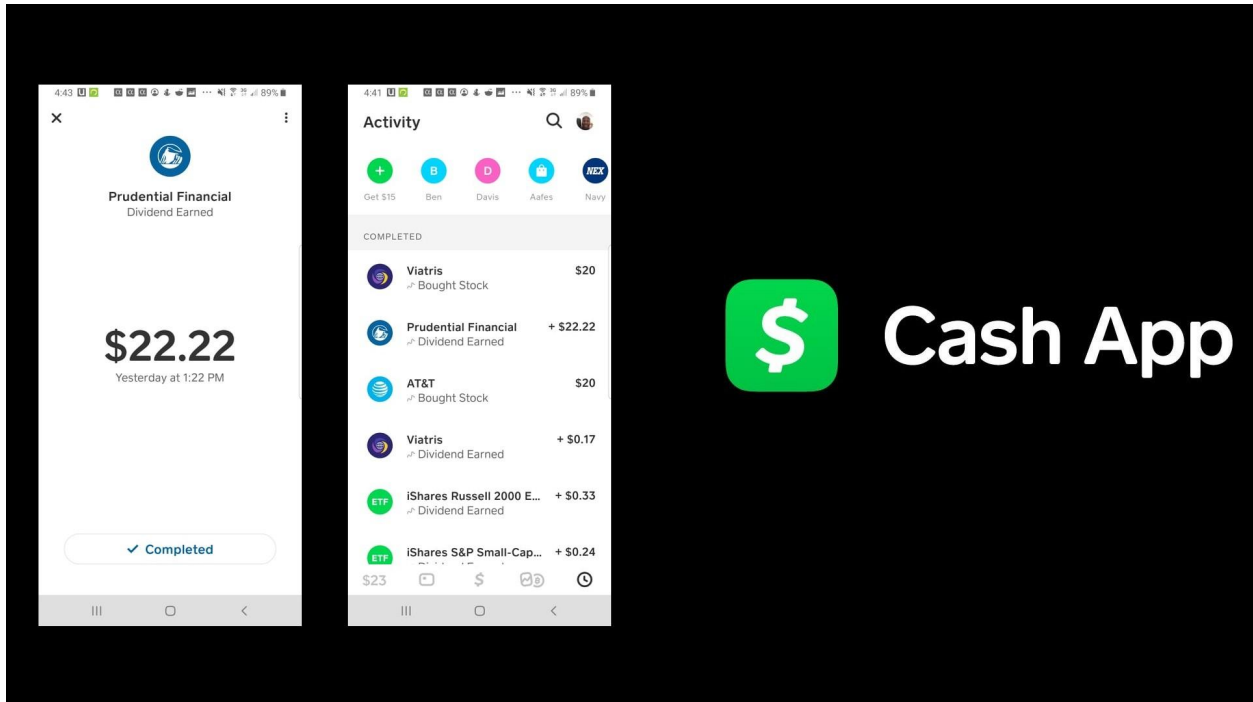 4:43
89%
Prudential Financial
Dividend Earned
$22.22
Yesterday at 1:22 PM
Completed
4:41
89%
Activity
B
D
NEX
Get $15
Ben
Davis
Aafes
Navy
COMPLETED
Viatris
$20
Bought Stock
Prudential Financial
+ $22.22
Dividend Earned
AT&T
$20
Bought Stock
Viatris
+ $0.17
Dividend Earned
ETF
iShares Russell 2000 E...
+ $0.33
Dividend Earned
ETF
iShares S&P Small-Cap...
+ $0.24
$23
$
$
Cash App